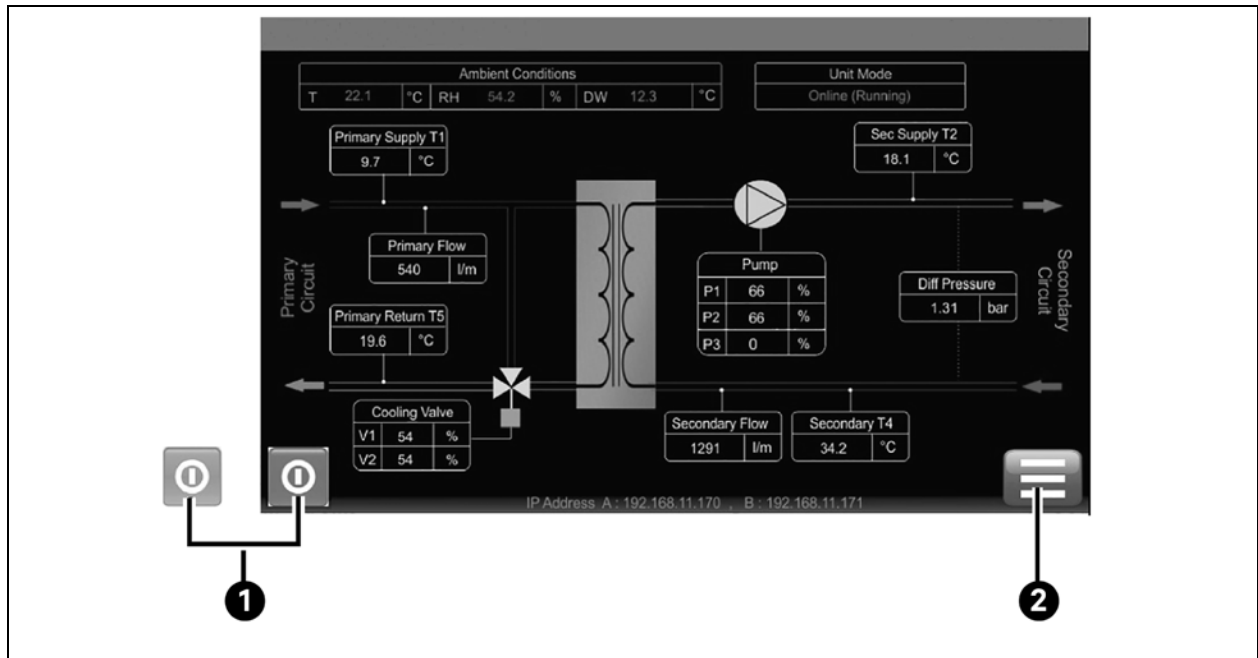 Ambient Conditions
T 22.1 °C RH 54.2 % DW 12.3 °C
Unit Mode
Online (Running)
Primary Supply T1
9.7 °C
Sec Supply T2
18.1 °C
Primary Flow
540 l/m
Primary Circuit
Pump
P1 66 %
P2 66 %
P3 0 %
Diff Pressure
1.31 bar
Secondary Circuit
Primary Return T5
19.6 °C
Cooling Valve
V1 54 %
V2 54 %
Secondary Flow
1291 l/m
Secondary T4
34.2 °C
IP Address A : 192.168.11.170 , B : 192.168.11.171
1
2